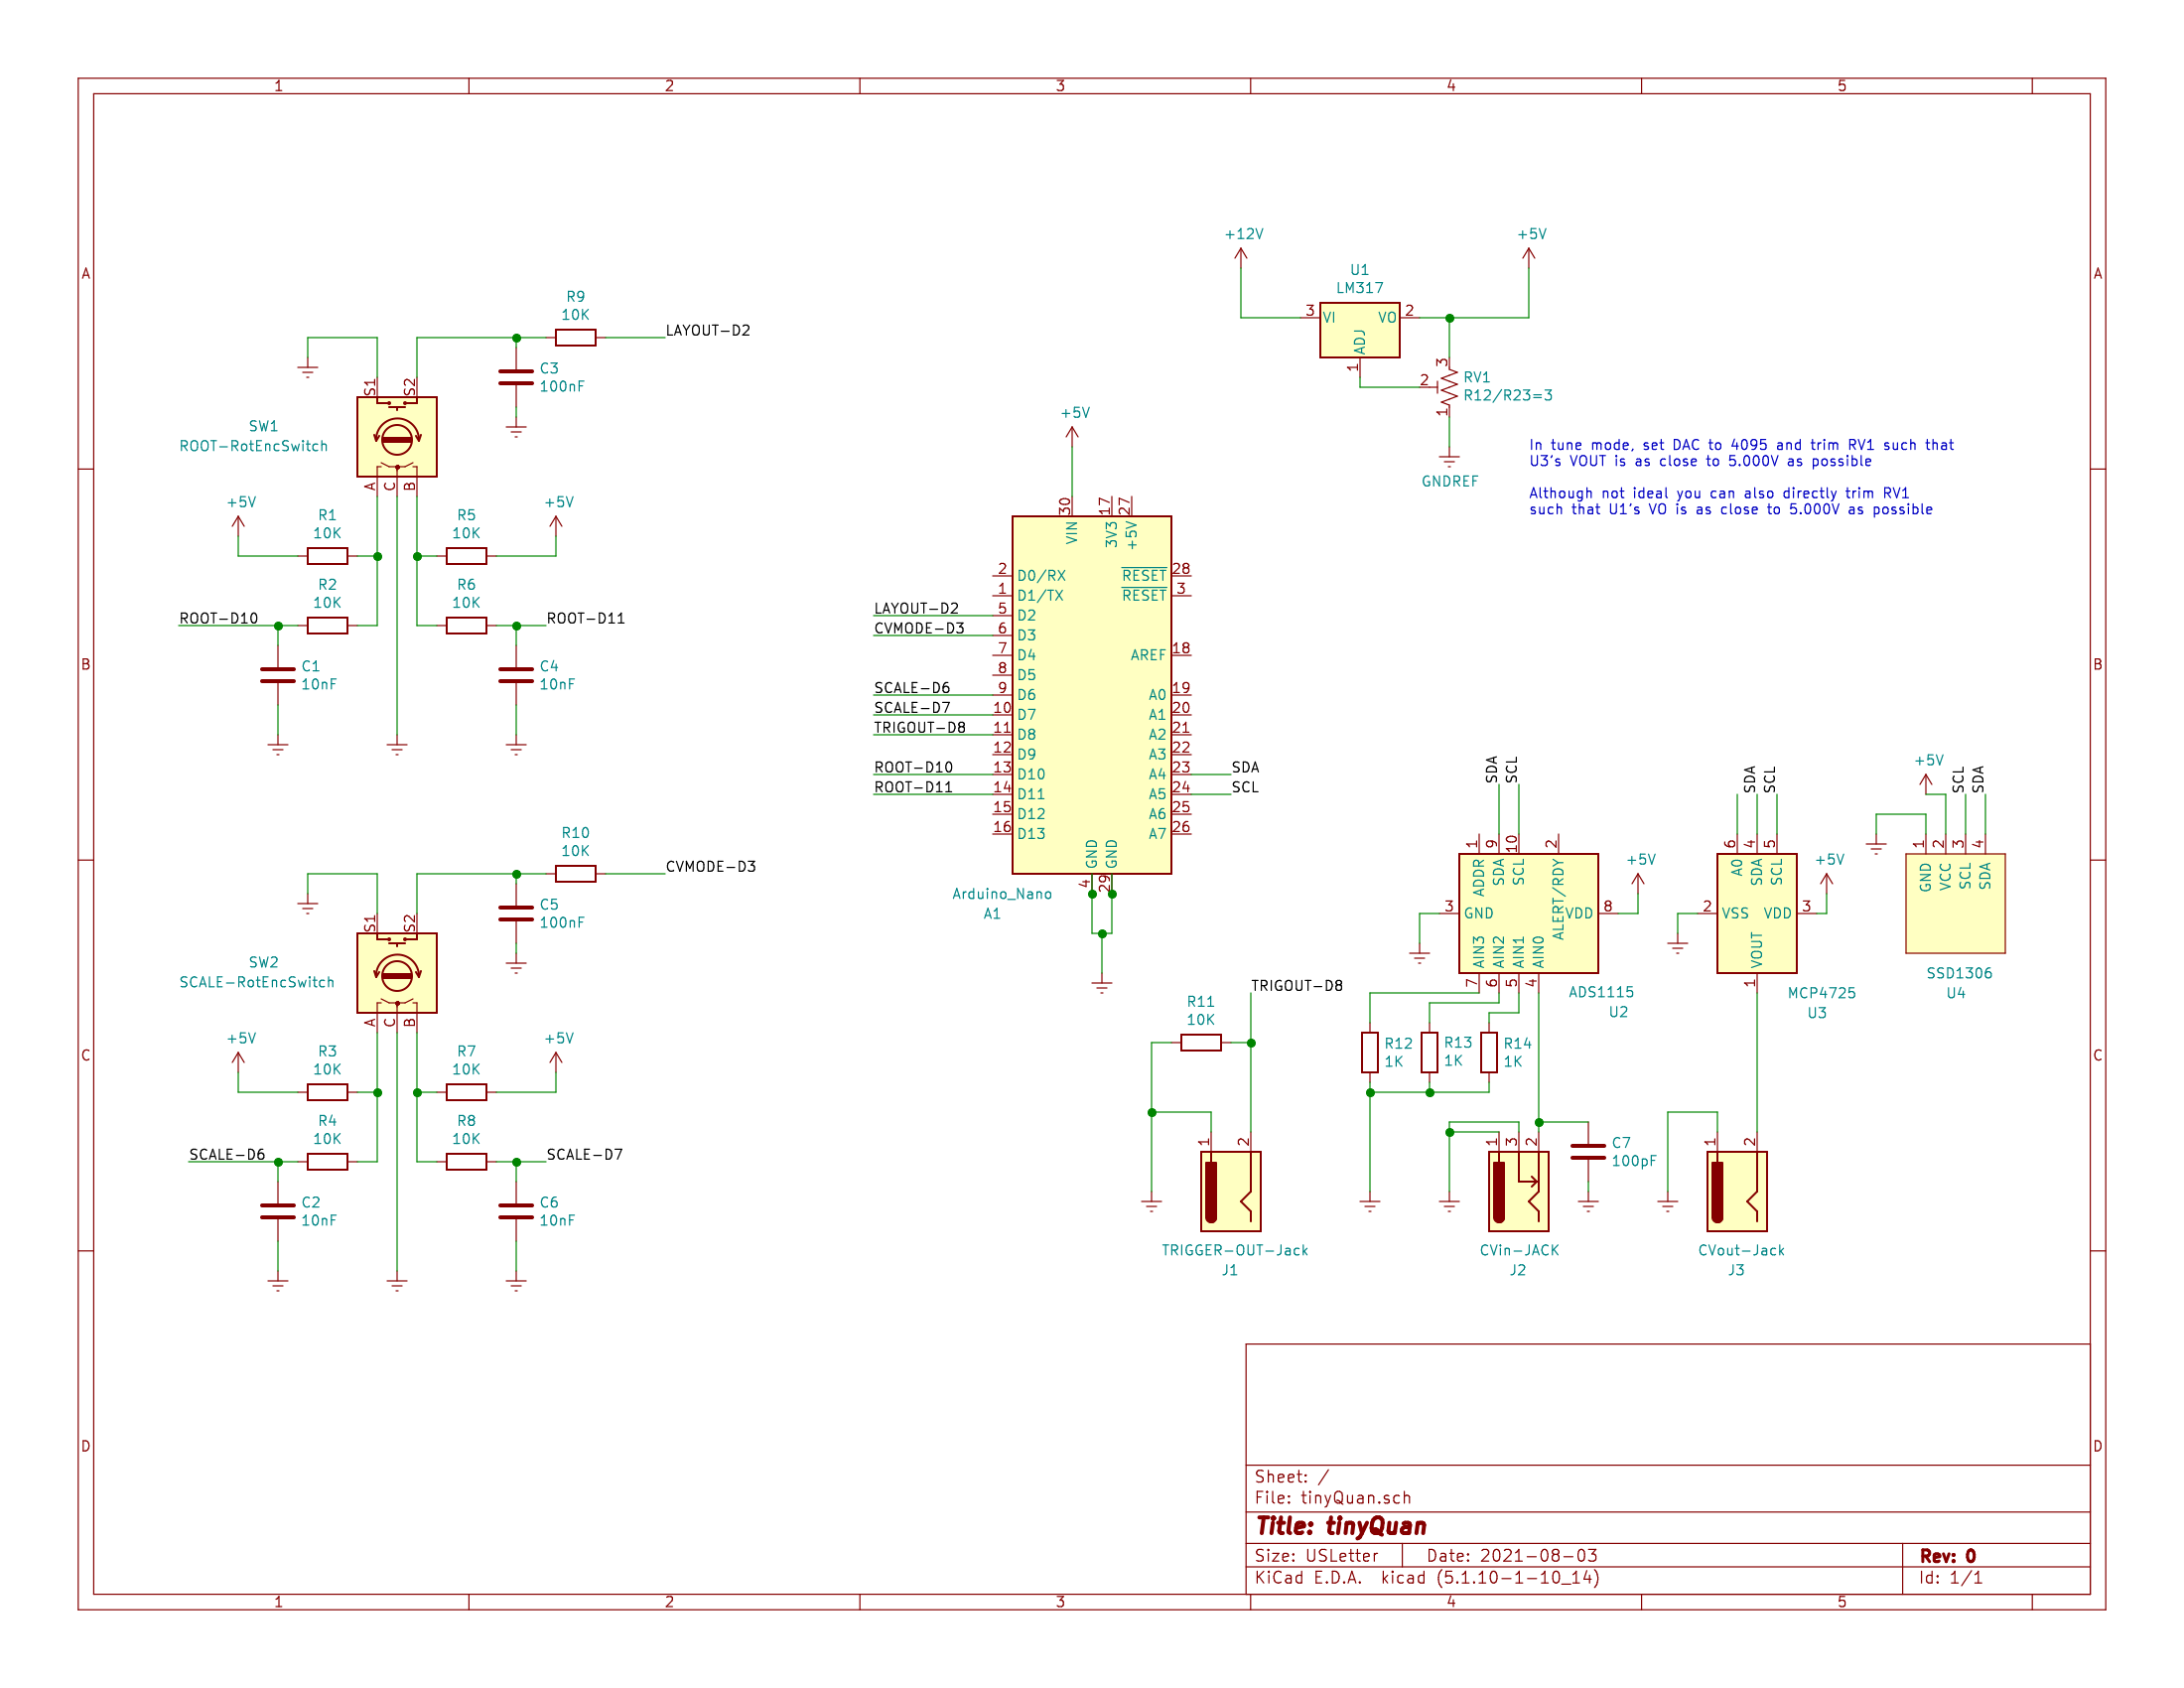 1 2 3 4 5
A A
B B
C C
D D
1 2 3 4 5
R9
10K
LAYOUT-D2
C3
100nF
S1 S2
SW1
ROOT-RotEncSwitch
A C B
+5V
+5V
R1
10K
R5
10K
R2
10K
R6
10K
ROOT-D10
ROOT-D11
C1
10nF
C4
10nF
R10
10K
CVMODE-D3
C5
100nF
S1 S2
SW2
SCALE-RotEncSwitch
A C B
+5V
+5V
R3
10K
R7
10K
R4
10K
R8
10K
SCALE-D6
SCALE-D7
C2
10nF
C6
10nF
+12V
+5V
U1
LM317
3 VI VO 2
ADJ
1
3
2
1
RV1
R12/R23=3
GNDREF
In tune mode, set DAC to 4095 and trim RV1 such that
U3's VOUT is as close to 5.000V as possible
Although not ideal you can also directly trim RV1
such that U1's VO is as close to 5.000V as possible
+5V
30 17 27
VIN 3V3 +5V
2 D0/RX RESET 28
1 D1/TX RESET 3
LAYOUT-D2 5 D2
CVMODE-D3 6 D3
7 D4 AREF 18
8 D5
SCALE-D6 9 D6 A0 19
SCALE-D7 10 D7 A1 20
TRIGOUT-D8 11 D8 A2 21
12 D9 A3 22
ROOT-D10 13 D10 A4 23 SDA
ROOT-D11 14 D11 A5 24 SCL
15 D12 A6 25
16 D13 A7 26
GND GND
4 29
Arduino_Nano
A1
TRIGOUT-D8
R11
10K
1 2
TRIGGER-OUT-Jack
J1
SDA SCL
1 9 10 2
ADDR SDA SCL ALERT/RDY
+5V
3 GND VDD 8
AIN3 AIN2 AIN1 AIN0
7 6 5 4
ADS1115
U2
R12
1K
R13
1K
R14
1K
1 3 2
C7
100pF
CVin-JACK
J2
SDA SCL
6 4 5
A0 SDA SCL
+5V
2 VSS VDD 3
VOUT
1
MCP4725
U3
1 2
CVout-Jack
J3
+5V
SCL SDA
1 2 3 4
GND VCC SCL SDA
SSD1306
U4
Sheet: /
File: tinyQuan.sch
Title: tinyQuan
Size: USLetter Date: 2021-08-03 Rev: 0
KiCad E.D.A. kicad (5.1.10-1-10_14) Id: 1/1